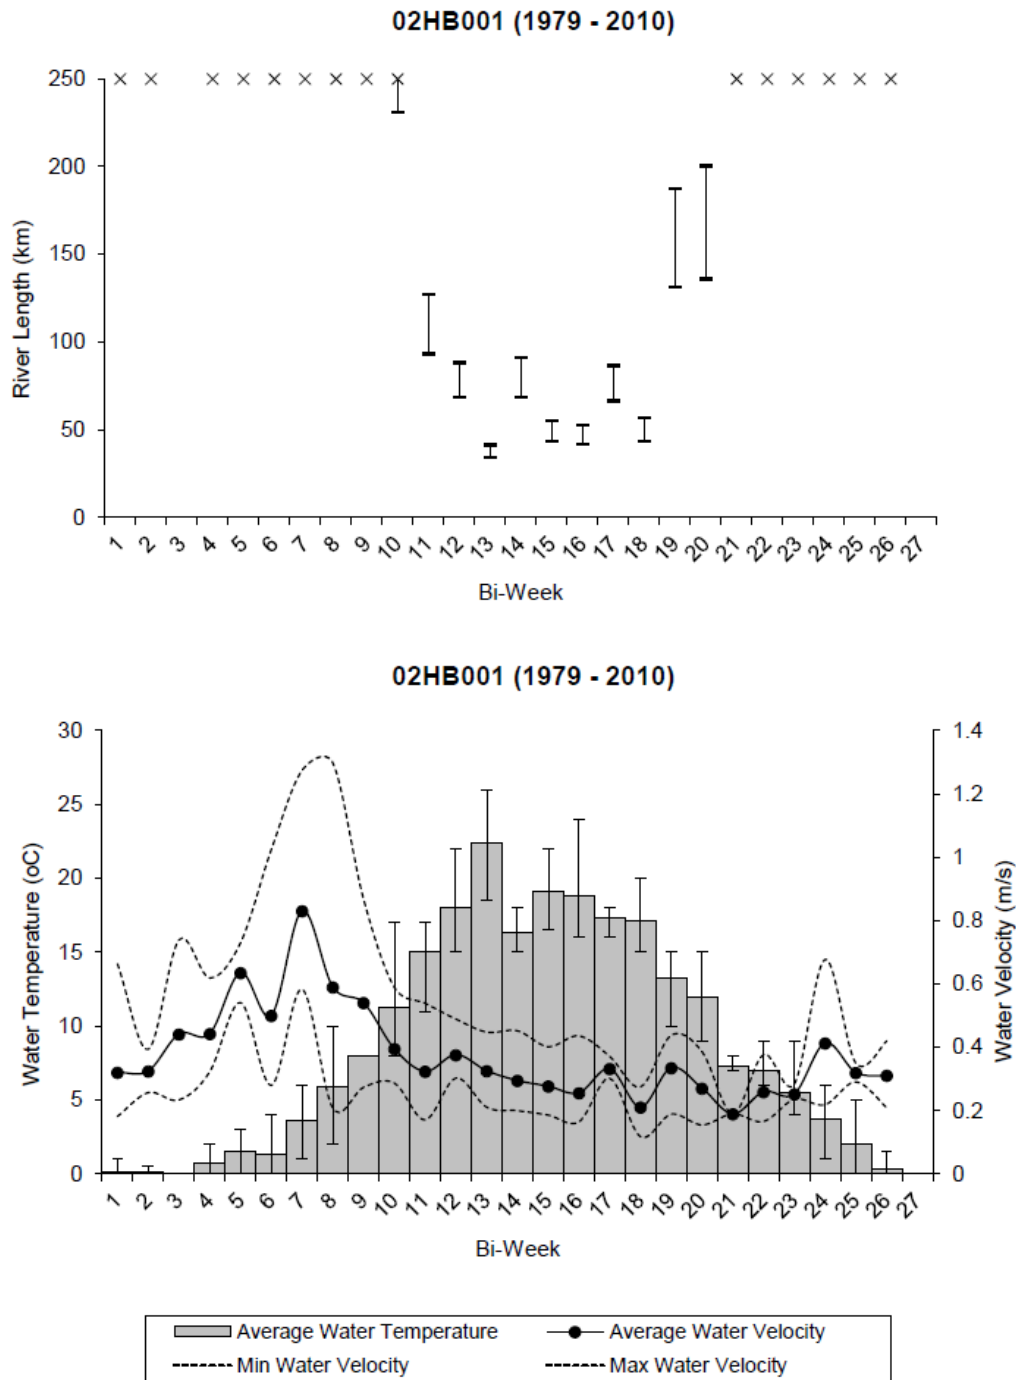 02HB001 (1979 - 2010)
250
200
150
100
50
0
River Length (km)
1 2 3 4 5 6 7 8 9 10 11 12 13 14 15 16 17 18 19 20 21 22 23 24 25 26 27
Bi-Week
02HB001 (1979 - 2010)
30
25
20
15
10
5
0
Water Temperature (oC)
1.4
1.2
1
0.8
0.6
0.4
0.2
0
Water Velocity (m/s)
1 2 3 4 5 6 7 8 9 10 11 12 13 14 15 16 17 18 19 20 21 22 23 24 25 26 27
Bi-Week
Average Water Temperature
Average Water Velocity
Min Water Velocity
Max Water Velocity